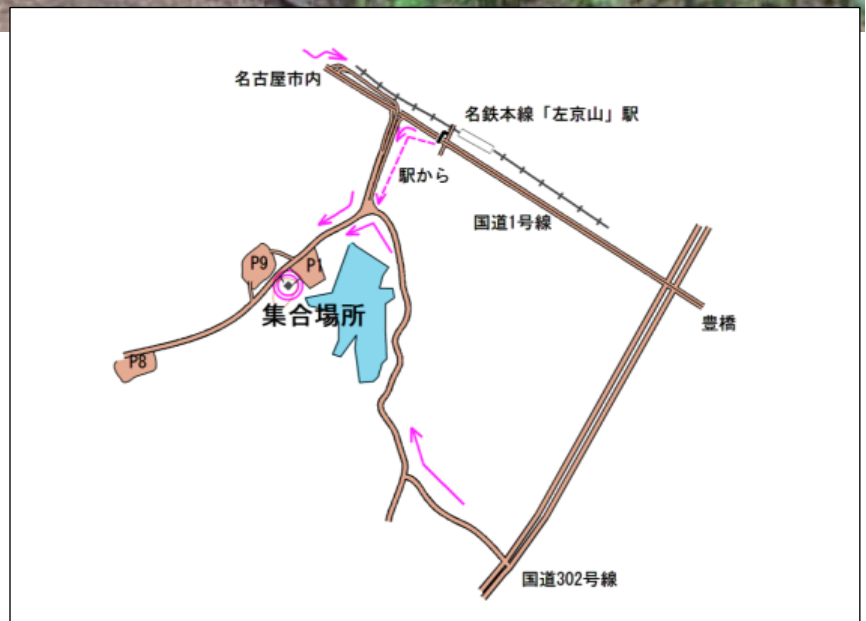 名古屋市内
名鉄本線「左京山」駅
駅から
国道1号線
P9
P1
集合場所
豊橋
P8
国道302号線